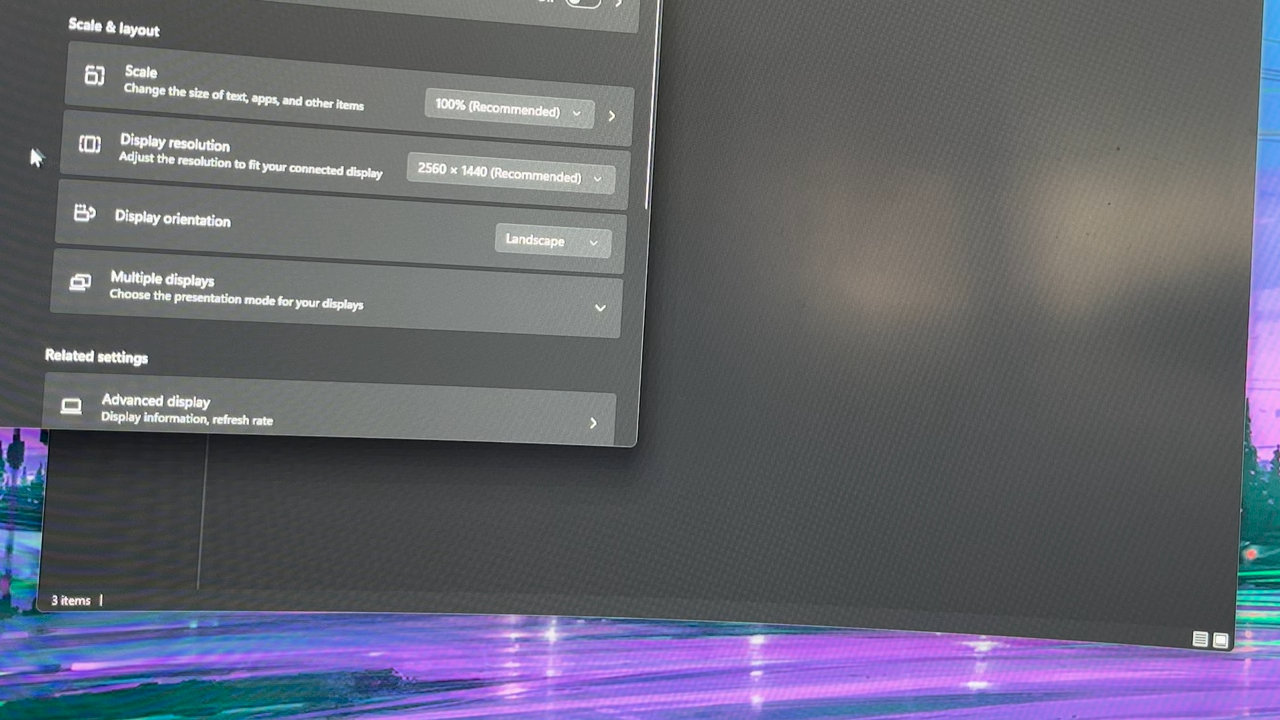 Scale & layout
Scale
Change the size of text, apps, and other items
100% (Recommended)
Display resolution
Adjust the resolution to fit your connected display
2560 × 1440 (Recommended)
Display orientation
Landscape
Multiple displays
Choose the presentation mode for your displays
Related settings
Advanced display
Display information, refresh rate
3 items